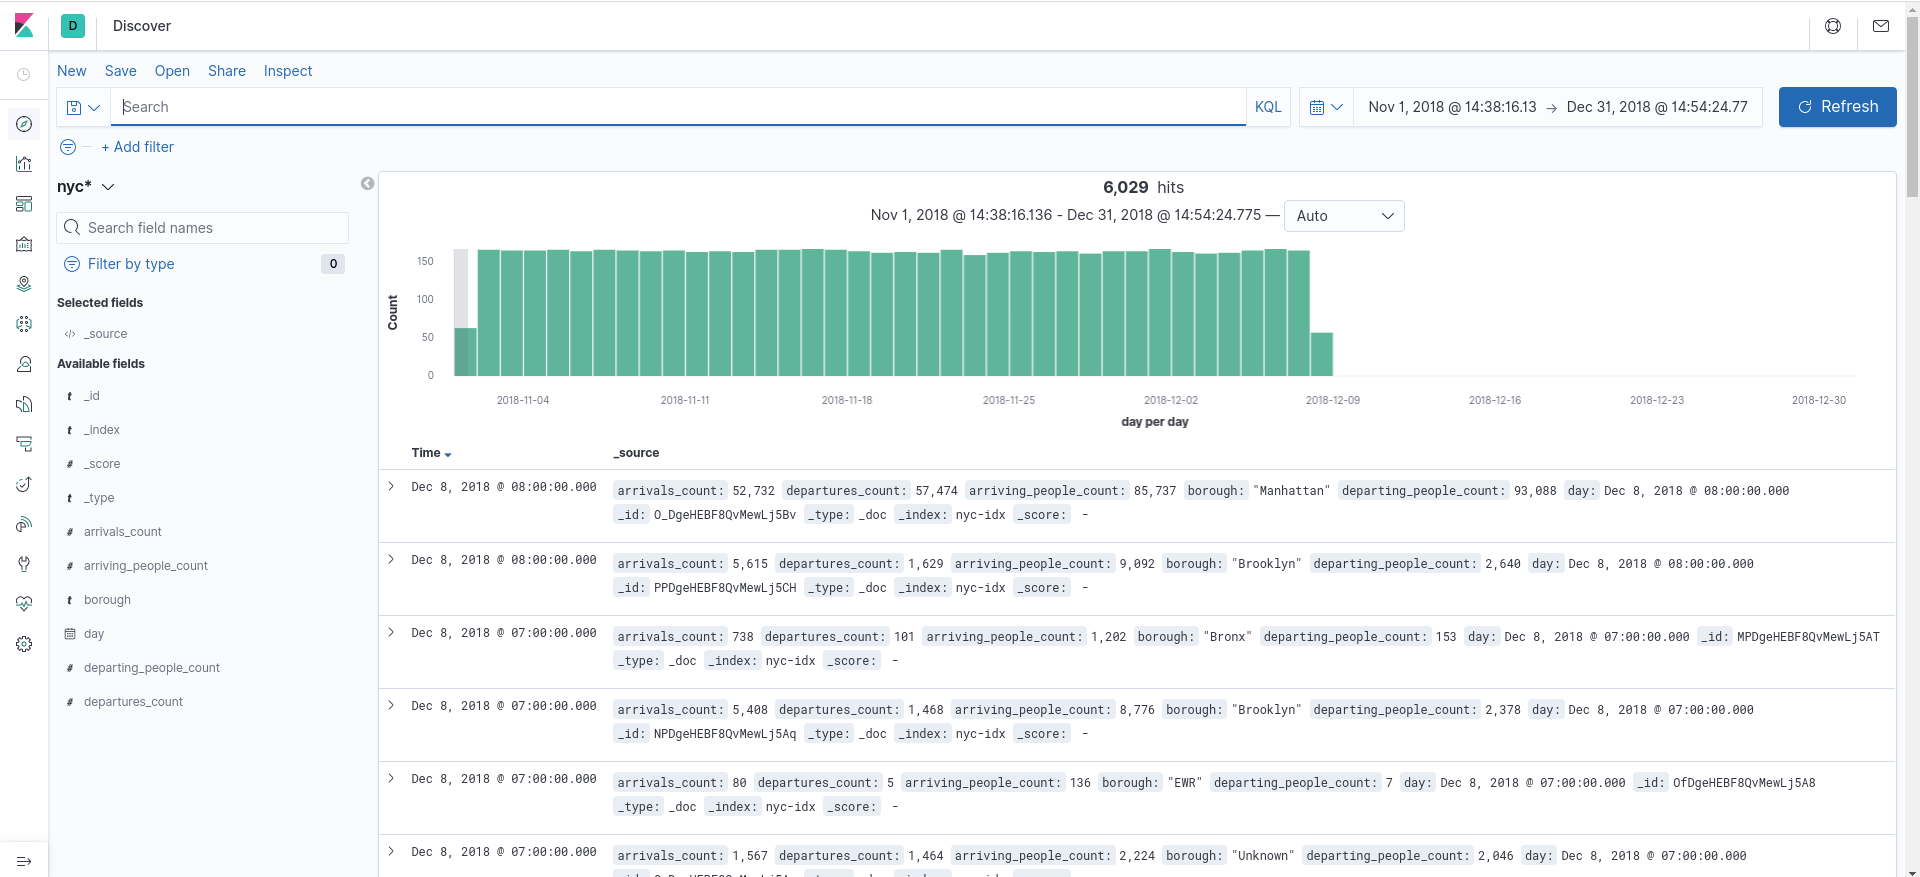 D Discover
New Save Open Share Inspect
Search KQL Nov 1, 2018 @ 14:38:16.13 → Dec 31, 2018 @ 14:54:24.77 Refresh
+ Add filter
nyc*
Search field names
Filter by type 0
Selected fields
_source
Available fields
t _id
t _index
# _score
t _type
# arrivals_count
# arriving_people_count
t borough
day
# departing_people_count
# departures_count
6,029 hits
Nov 1, 2018 @ 14:38:16.136 - Dec 31, 2018 @ 14:54:24.775 — Auto
Count
150
100
50
0
2018-11-04 2018-11-11 2018-11-18 2018-11-25 2018-12-02 2018-12-09 2018-12-16 2018-12-23 2018-12-30
day per day
Time _source
Dec 8, 2018 @ 08:00:00.000 arrivals_count: 52,732 departures_count: 57,474 arriving_people_count: 85,737 borough: "Manhattan" departing_people_count: 93,088 day: Dec 8, 2018 @ 08:00:00.000
_id: O_DgeHEBF8QvMewLj5Bv _type: _doc _index: nyc-idx _score: -
Dec 8, 2018 @ 08:00:00.000 arrivals_count: 5,615 departures_count: 1,629 arriving_people_count: 9,092 borough: "Brooklyn" departing_people_count: 2,640 day: Dec 8, 2018 @ 08:00:00.000
_id: PPDgeHEBF8QvMewLj5CH _type: _doc _index: nyc-idx _score: -
Dec 8, 2018 @ 07:00:00.000 arrivals_count: 738 departures_count: 101 arriving_people_count: 1,202 borough: "Bronx" departing_people_count: 153 day: Dec 8, 2018 @ 07:00:00.000 _id: MPDgeHEBF8QvMewLj5AT
_type: _doc _index: nyc-idx _score: -
Dec 8, 2018 @ 07:00:00.000 arrivals_count: 5,408 departures_count: 1,468 arriving_people_count: 8,776 borough: "Brooklyn" departing_people_count: 2,378 day: Dec 8, 2018 @ 07:00:00.000
_id: NPDgeHEBF8QvMewLj5Aq _type: _doc _index: nyc-idx _score: -
Dec 8, 2018 @ 07:00:00.000 arrivals_count: 80 departures_count: 5 arriving_people_count: 136 borough: "EWR" departing_people_count: 7 day: Dec 8, 2018 @ 07:00:00.000 _id: OfDgeHEBF8QvMewLj5A8
_type: _doc _index: nyc-idx _score: -
Dec 8, 2018 @ 07:00:00.000 arrivals_count: 1,567 departures_count: 1,464 arriving_people_count: 2,224 borough: "Unknown" departing_people_count: 2,046 day: Dec 8, 2018 @ 07:00:00.000